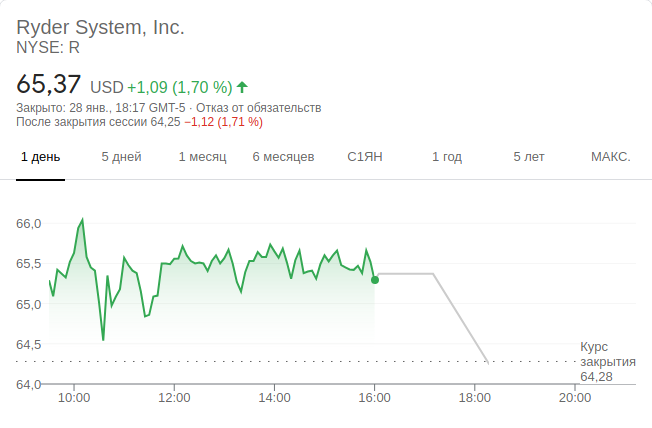 Ryder System, Inc.
NYSE: R
65,37 USD +1,09 (1,70 %)
Закрыто: 28 янв., 18:17 GMT-5 · Отказ от обязательств
После закрытия сессии 64,25 −1,12 (1,71 %)
1 день 5 дней 1 месяц 6 месяцев С1ЯН 1 год 5 лет МАКС.
66,0
65,5
65,0
64,5
64,0
Курс
закрытия
64,28
10:00 12:00 14:00 16:00 18:00 20:00